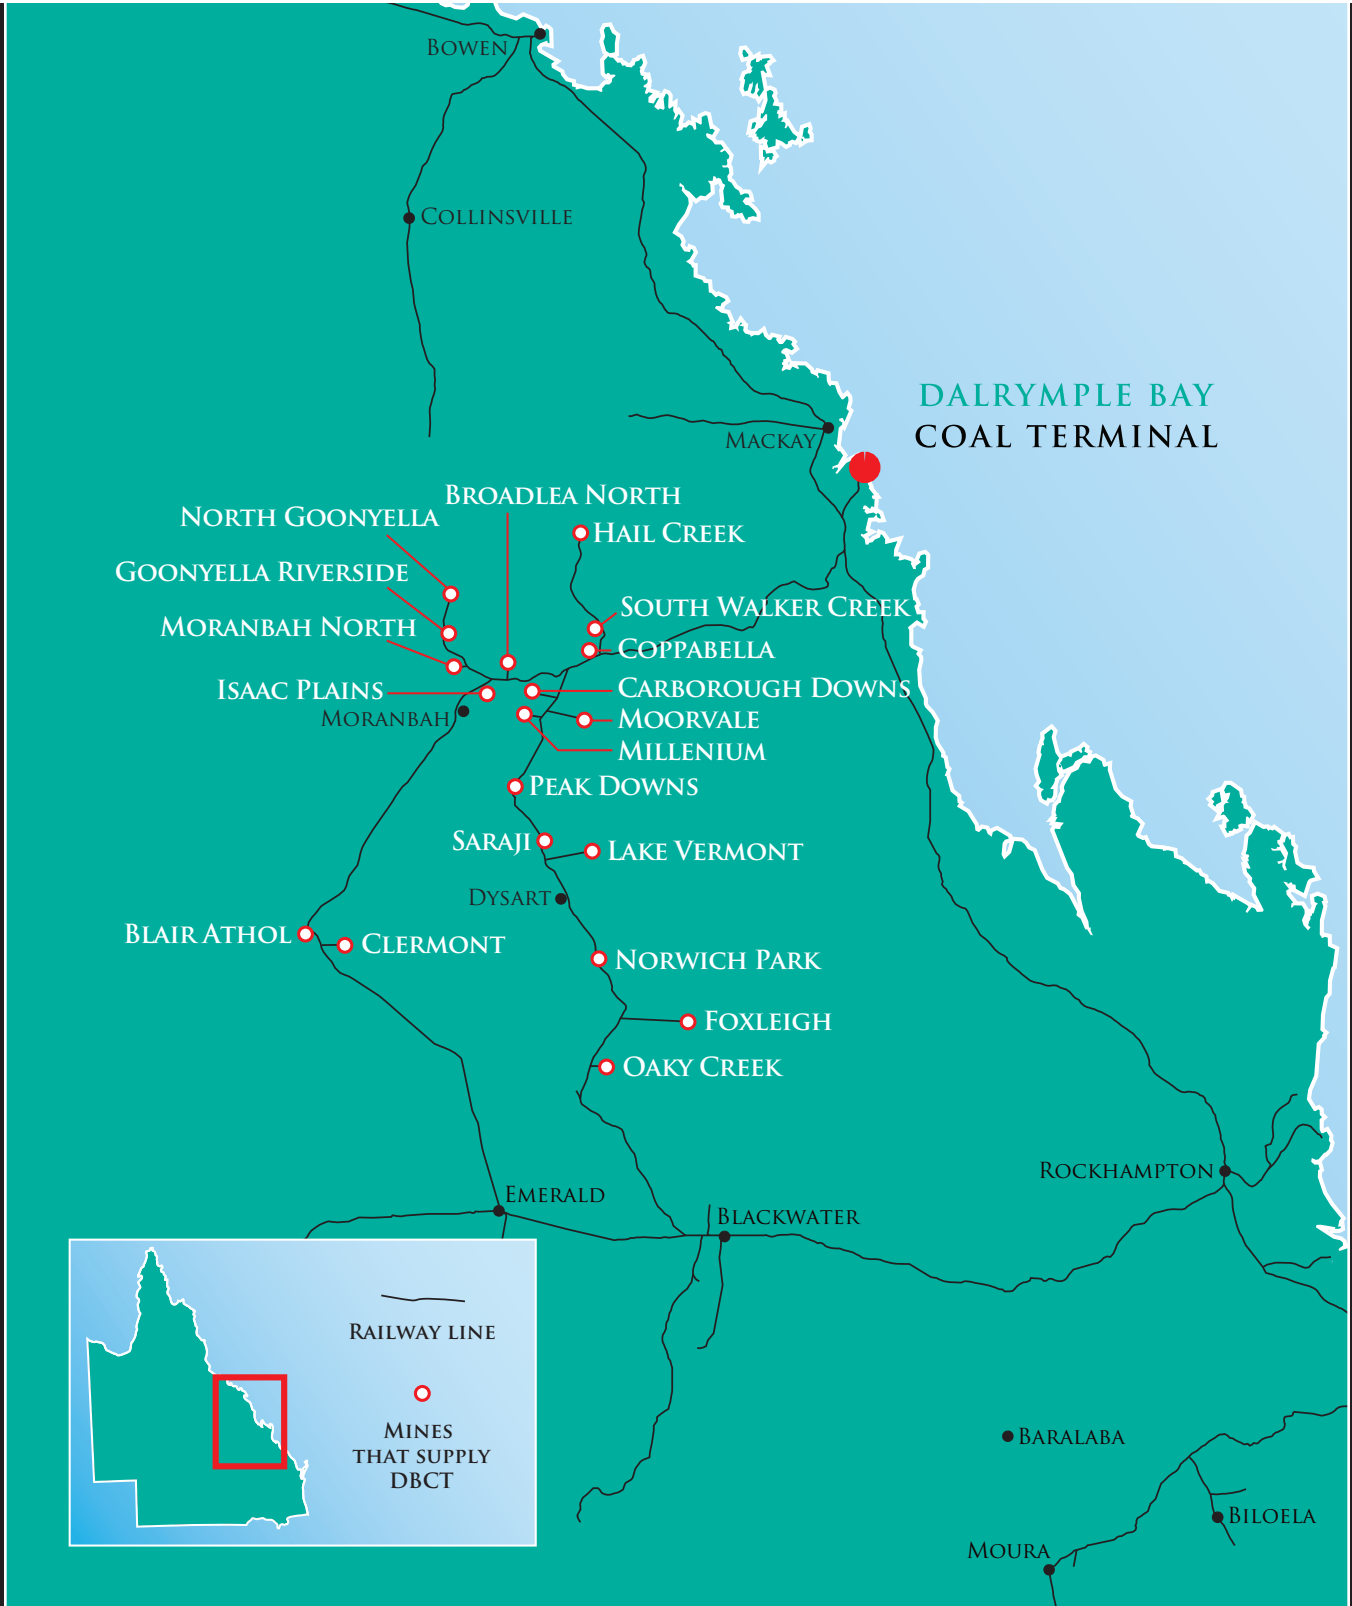 Bowen
Collinsville
DALRYMPLE BAY
COAL TERMINAL
Mackay
Broadlea North
North Goonyella
Hail Creek
Goonyella Riverside
South Walker Creek
Moranbah North
Coppabella
Isaac Plains
Carborough Downs
Moranbah
Moorvale
Millenium
Peak Downs
Saraji
Lake Vermont
Dysart
Blair Athol
Clermont
Norwich Park
Foxleigh
Oaky Creek
Rockhampton
Emerald
Blackwater
Railway line
Mines
that supply
DBCT
Baralaba
Biloela
Moura